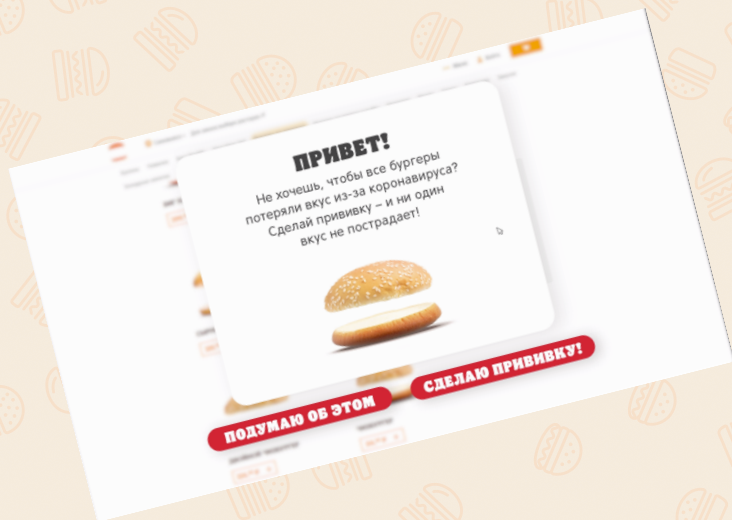 ПРИВЕТ!
Не хочешь, чтобы все бургеры
потеряли вкус из-за коронавируса?
Сделай прививку – и ни один
вкус не пострадает!
ПОДУМАЮ ОБ ЭТОМ
СДЕЛАЮ ПРИВИВКУ!